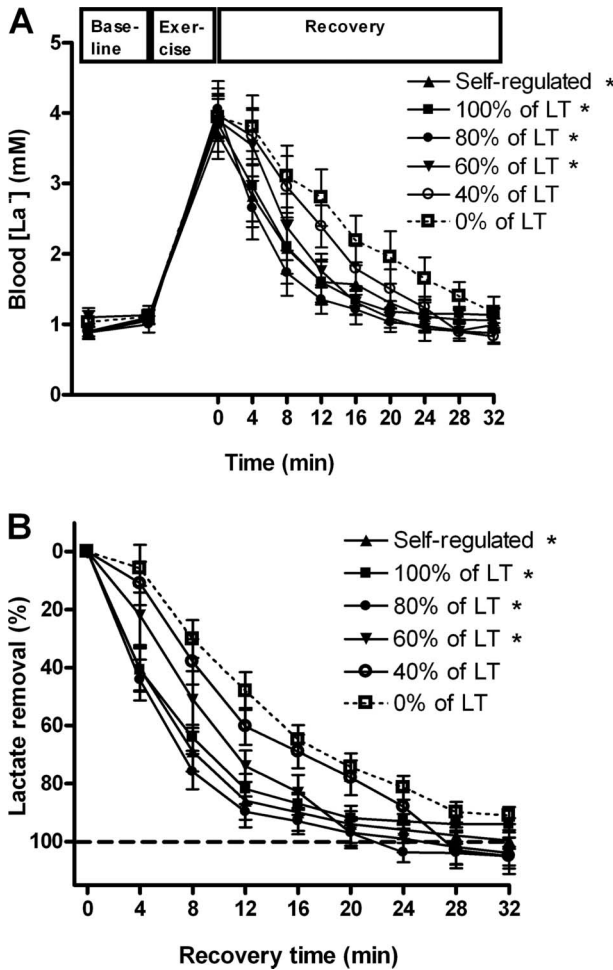 A
Base-
line
Exer-
cise
Recovery
Blood [La⁻] (mM)
5
4
3
2
1
0
Self-regulated *
100% of LT *
80% of LT *
60% of LT *
40% of LT
0% of LT
0 4 8 12 16 20 24 28 32
Time (min)
B
Lactate removal (%)
0
20
40
60
80
100
Self-regulated *
100% of LT *
80% of LT *
60% of LT *
40% of LT
0% of LT
0 4 8 12 16 20 24 28 32
Recovery time (min)